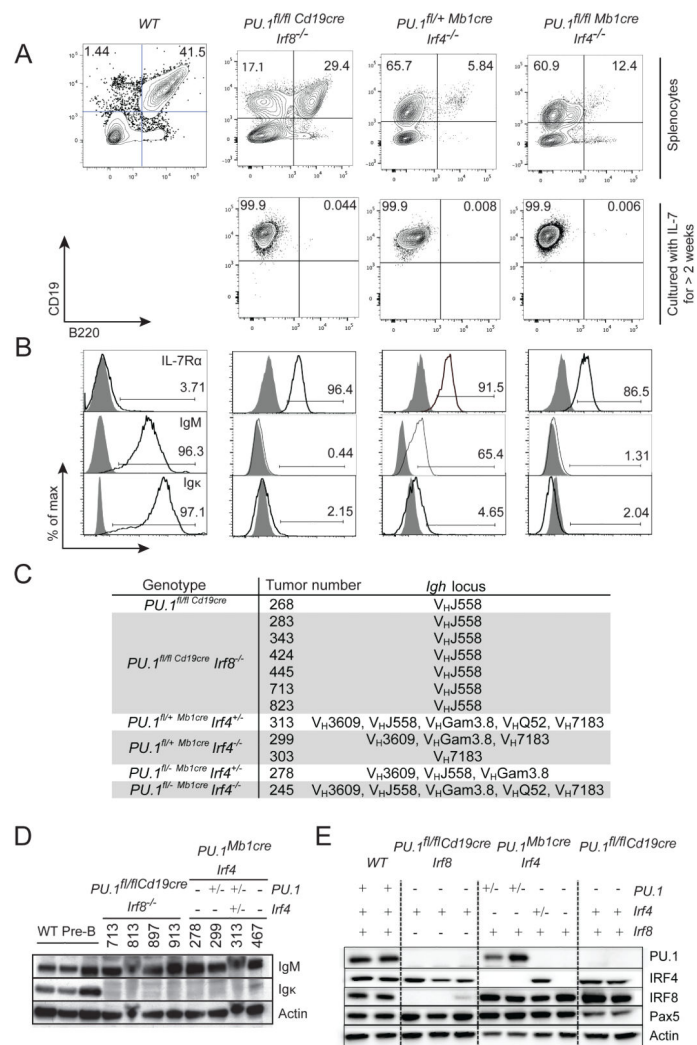 WT
PU.1fl/fl Cd19cre
Irf8-/-
PU.1fl/+ Mb1cre
Irf4-/-
PU.1fl/fl Mb1cre
Irf4-/-
A
1.44 41.5
17.1 29.4
65.7 5.84
60.9 12.4
Splenocytes
99.9 0.044
99.9 0.008
99.9 0.006
Cultured with IL-7
for > 2 weeks
CD19
B220
B
IL-7Rα
3.71 96.4 91.5 86.5
IgM
96.3 0.44 65.4 1.31
Igκ
97.1 2.15 4.65 2.04
% of max
C
Genotype Tumor number Igh locus
PU.1fl/fl Cd19cre 268 VHJ558
PU.1fl/fl Cd19cre Irf8-/-
283 VHJ558
343 VHJ558
424 VHJ558
445 VHJ558
713 VHJ558
823 VHJ558
PU.1fl/+ Mb1cre Irf4+/- 313 VH3609, VHJ558, VHGam3.8, VHQ52, VH7183
PU.1fl/+ Mb1cre Irf4-/-
299 VH3609, VHGam3.8, VH7183
303 VH7183
PU.1fl/- Mb1cre Irf4+/- 278 VH3609, VHJ558, VHGam3.8
PU.1fl/- Mb1cre Irf4-/- 245 VH3609, VHJ558, VHGam3.8, VHQ52, VH7183
D
PU.1Mb1cre
Irf4
PU.1fl/flCd19cre
Irf8-/-
- +/- +/- - PU.1
- - +/- - Irf4
WT Pre-B 713 813 897 913 278 299 313 467
IgM
Igκ
Actin
E
WT
PU.1fl/flCd19cre
Irf8
PU.1Mb1cre
Irf4
PU.1fl/flCd19cre
+ + - - - +/- +/- - - - - PU.1
+ + + + + - - +/- - + + Irf4
+ + - - - + + + + + + Irf8
PU.1
IRF4
IRF8
Pax5
Actin